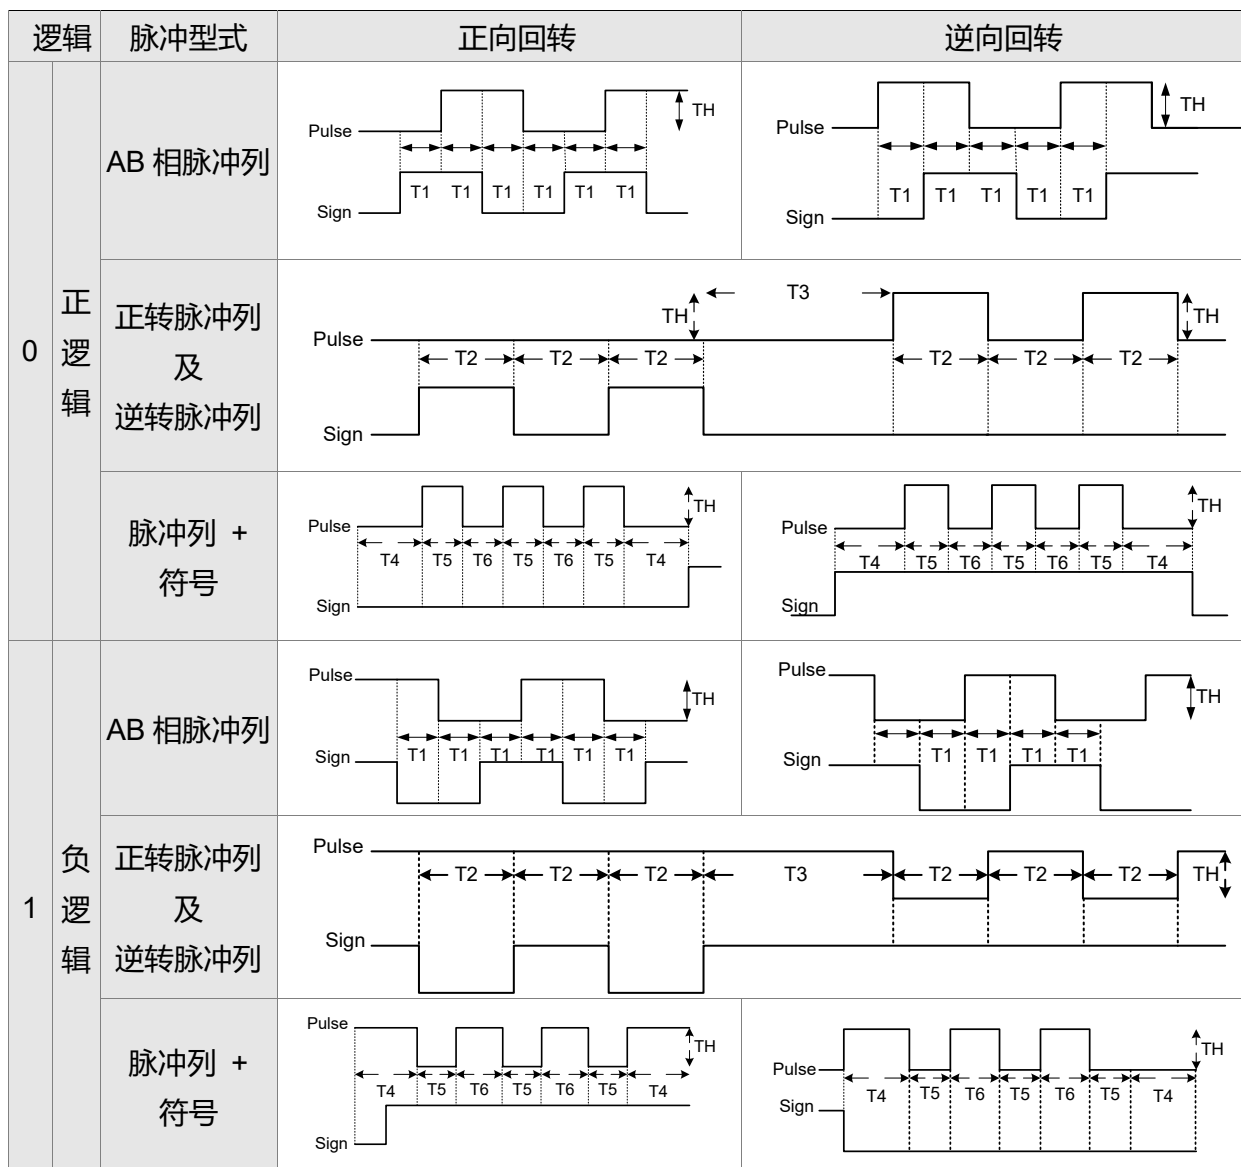 逻辑 脉冲型式 正向回转 逆向回转
0 正逻辑
AB 相脉冲列
Pulse TH
T1 T1 T1 T1 T1 T1
Sign
Pulse TH
T1 T1 T1 T1 T1
Sign
正转脉冲列
及
逆转脉冲列
T3
TH TH
Pulse
T2 T2 T2 T2 T2 T2
Sign
脉冲列 +
符号
TH
Pulse
T4 T5 T6 T5 T6 T5 T4
Sign
TH
Pulse
T4 T5 T6 T5 T6 T5 T4
Sign
1 负逻辑
AB 相脉冲列
Pulse
TH
Sign T1 T1 T1 T1 T1 T1
Pulse
TH
Sign T1 T1 T1 T1
正转脉冲列
及
逆转脉冲列
Pulse
T2 T2 T2 T3 T2 T2 T2 TH
Sign
脉冲列 +
符号
Pulse
TH
T4 T5 T6 T5 T6 T5 T4
Sign
TH
Pulse
T4 T5 T6 T5 T6 T5 T4
Sign